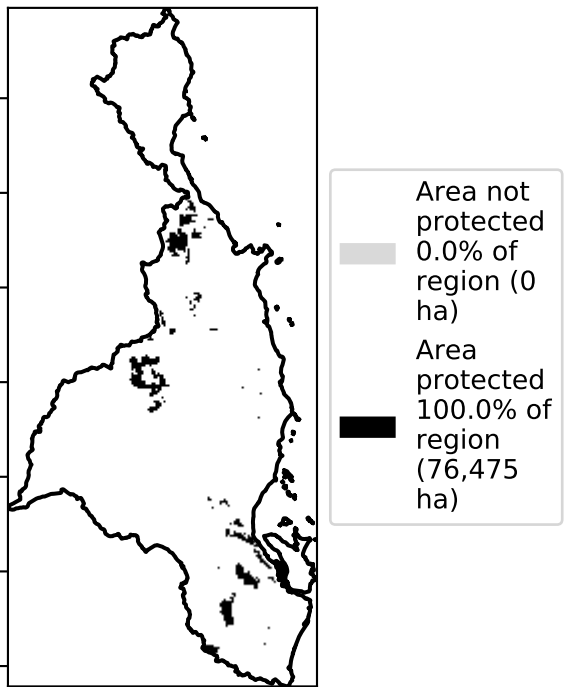 Area not
protected
0.0% of
region (0
ha)
Area
protected
100.0% of
region
(76,475
ha)